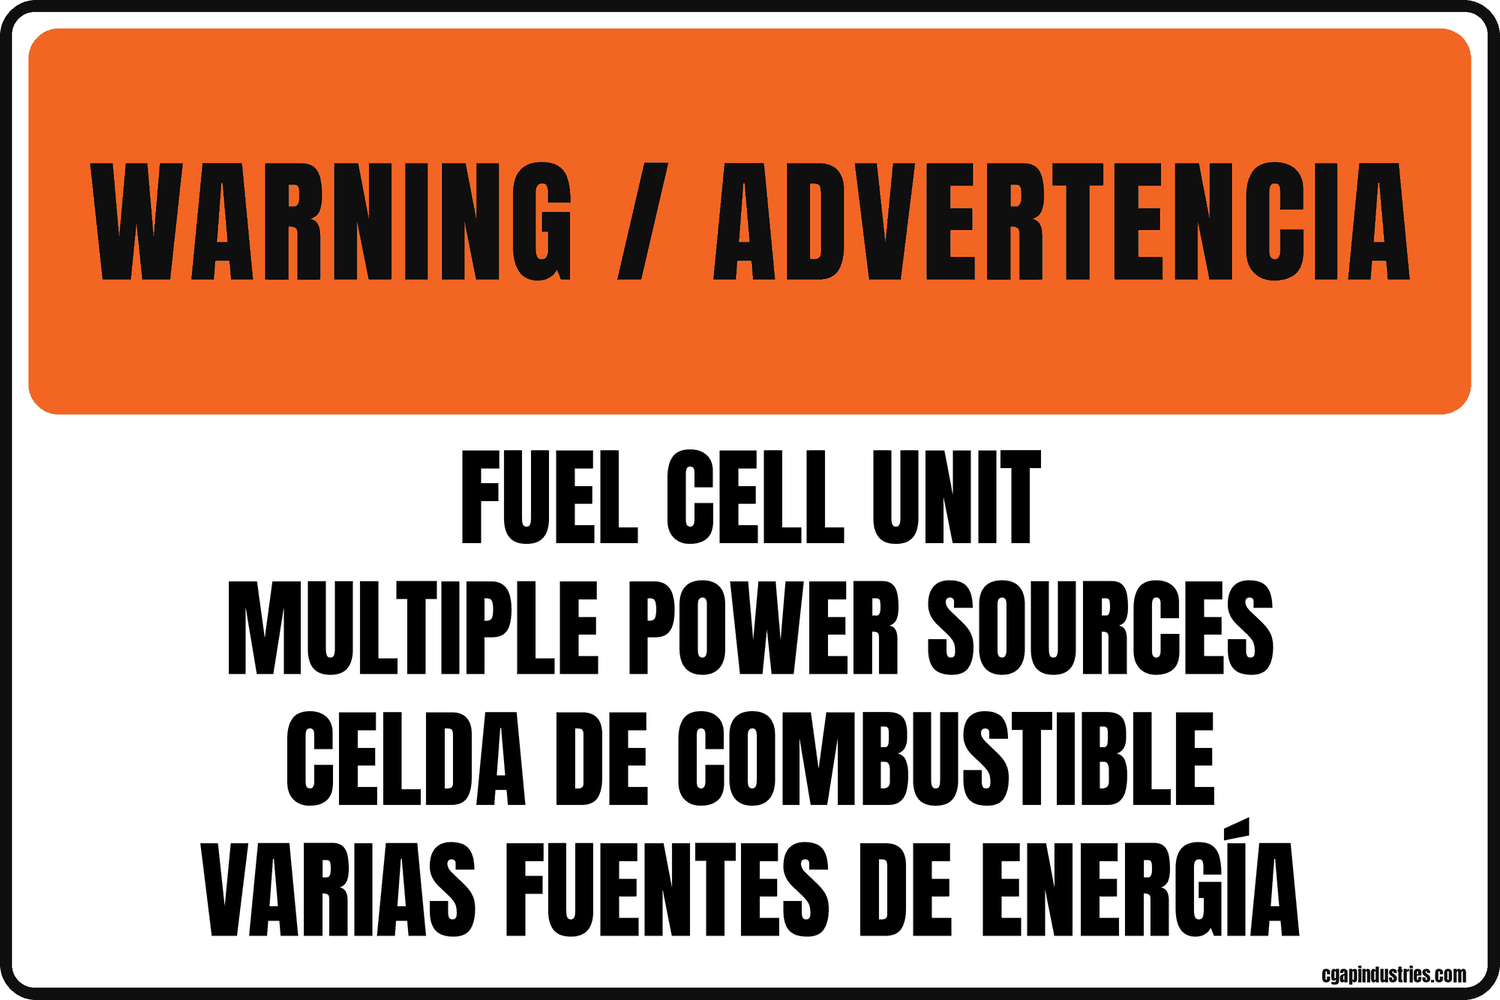 WARNING / ADVERTENCIA
FUEL CELL UNIT
MULTIPLE POWER SOURCES
CELDA DE COMBUSTIBLE
VARIAS FUENTES DE ENERGÍA
cgapindustries.com